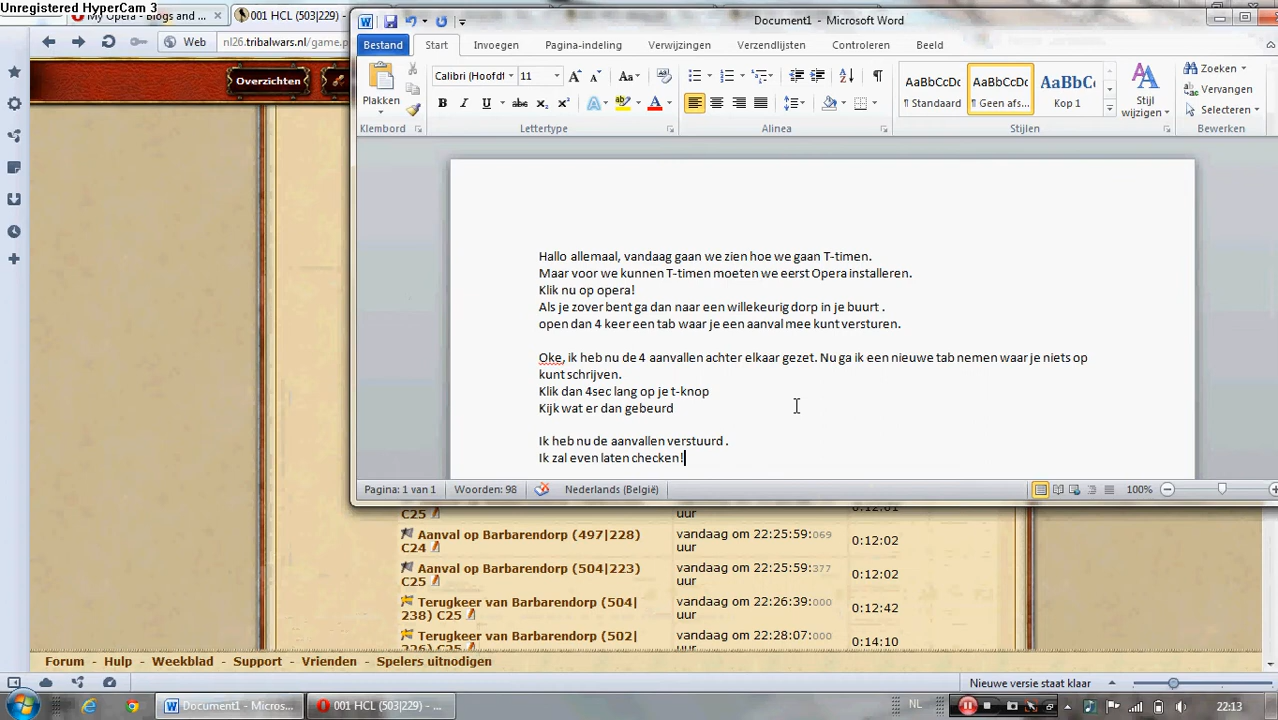 Unregistered HyperCam 3
My Opera - Blogs and
001 HCL (503|229) - ...
Web
nl26.tribalwars.nl/game.p
Overzichten
Document1 - Microsoft Word
Bestand
Start
Invoegen
Pagina-indeling
Verwijzingen
Verzendlijsten
Controleren
Beeld
Plakken
Klembord
Calibri (Hoofdt
11
Lettertype
Alinea
AaBbCcDc
¶ Standaard
AaBbCcDc
¶ Geen afs...
AaBbC
Kop 1
Stijl
wijzigen
Stijlen
Zoeken
Vervangen
Selecteren
Bewerken
Hallo allemaal, vandaag gaan we zien hoe we gaan T-timen.
Maar voor we kunnen T-timen moeten we eerst Opera installeren.
Klik nu op opera!
Als je zover bent ga dan naar een willekeurig dorp in je buurt .
open dan 4 keer een tab waar je een aanval mee kunt versturen.
Oke, ik heb nu de 4 aanvallen achter elkaar gezet. Nu ga ik een nieuwe tab nemen waar je niets op
kunt schrijven.
Klik dan 4sec lang op je t-knop
Kijk wat er dan gebeurd
Ik heb nu de aanvallen verstuurd .
Ik zal even laten checken!
Pagina: 1 van 1
Woorden: 98
Nederlands (België)
100%
C25
uur
Aanval op Barbarendorp (497|228)
C24
vandaag om 22:25:59:069
uur
0:12:02
Aanval op Barbarendorp (504|223)
C25
vandaag om 22:25:59:377
uur
0:12:02
Terugkeer van Barbarendorp (504|
238) C25
vandaag om 22:26:39:000
uur
0:12:42
Terugkeer van Barbarendorp (502|
vandaag om 22:28:07:000
0:14:10
Forum - Hulp - Weekblad - Support - Vrienden - Spelers uitnodigen
Nieuwe versie staat klaar
Document1 - Micros...
001 HCL (503|229) - ...
NL
22:13